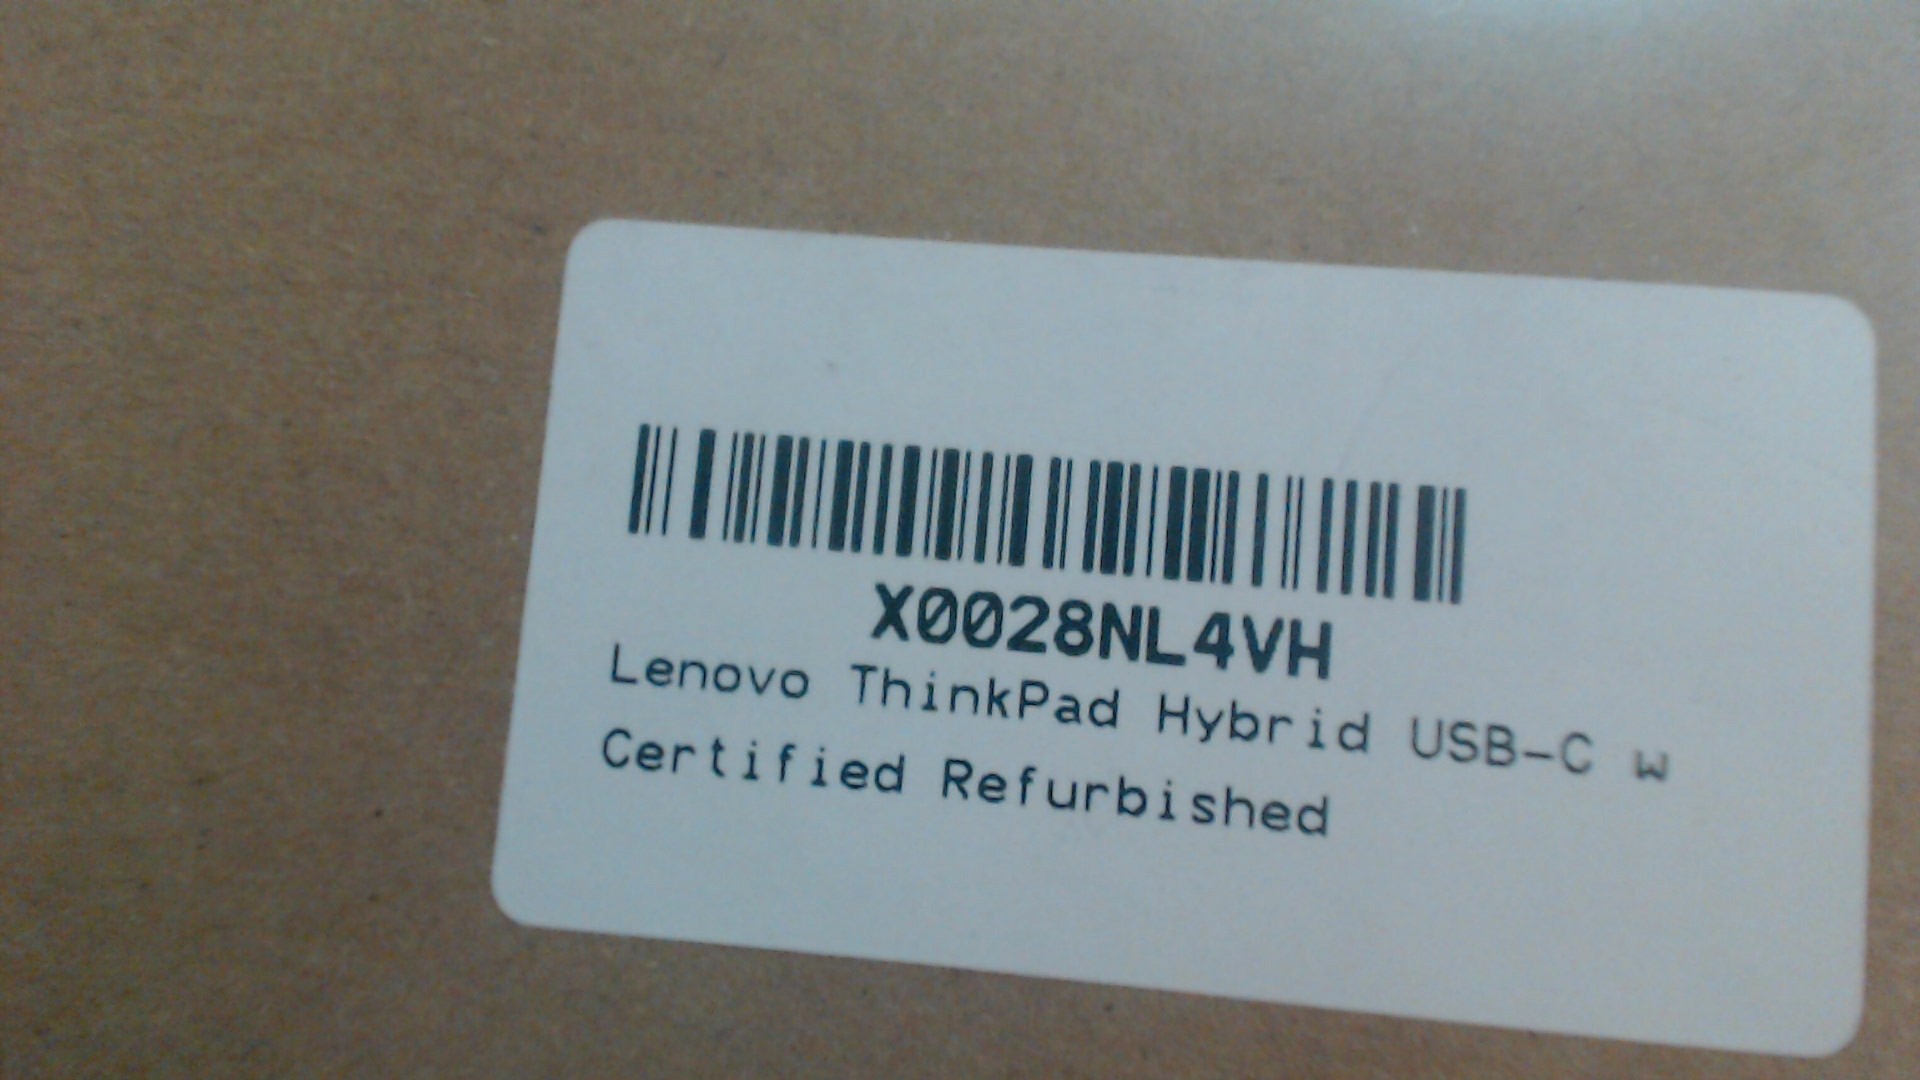 X0028NL4VH
Lenovo ThinkPad Hybrid USB-C w
Certified Refurbished